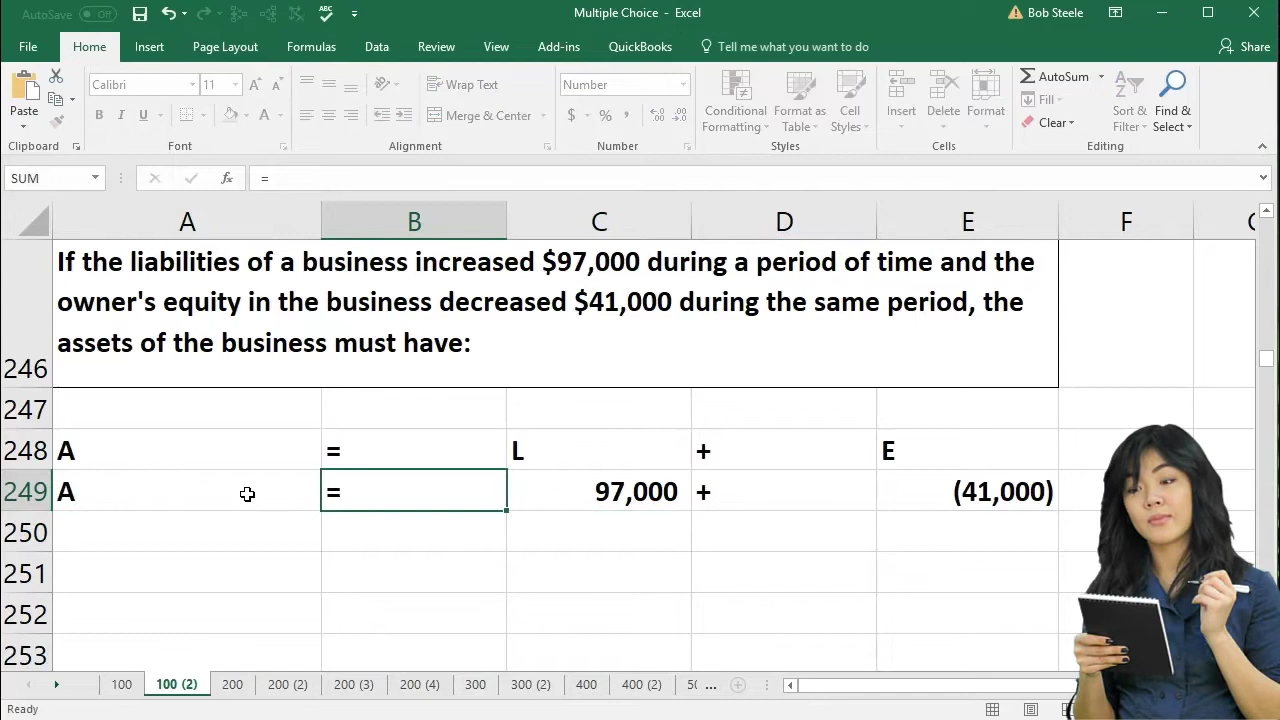 AutoSave Off ABC Multiple Choice - Excel Bob Steele
File Home Insert Page Layout Formulas Data Review View Add-ins QuickBooks Tell me what you want to do Share
Calibri 11 Wrap Text Number AutoSum
Paste B I U Merge & Center $ % , Conditional Formatting Format as Table Cell Styles Insert Delete Format Fill Clear Sort & Filter Find & Select
Clipboard Font Alignment Number Styles Cells Editing
SUM fx =
A B C D E F
If the liabilities of a business increased $97,000 during a period of time and the
owner's equity in the business decreased $41,000 during the same period, the
assets of the business must have:
246
247
248 A = L + E
249 A = 97,000 + (41,000)
250
251
252
253
100 100 (2) 200 200 (2) 200 (3) 200 (4) 300 300 (2) 400 400 (2) ...
Ready